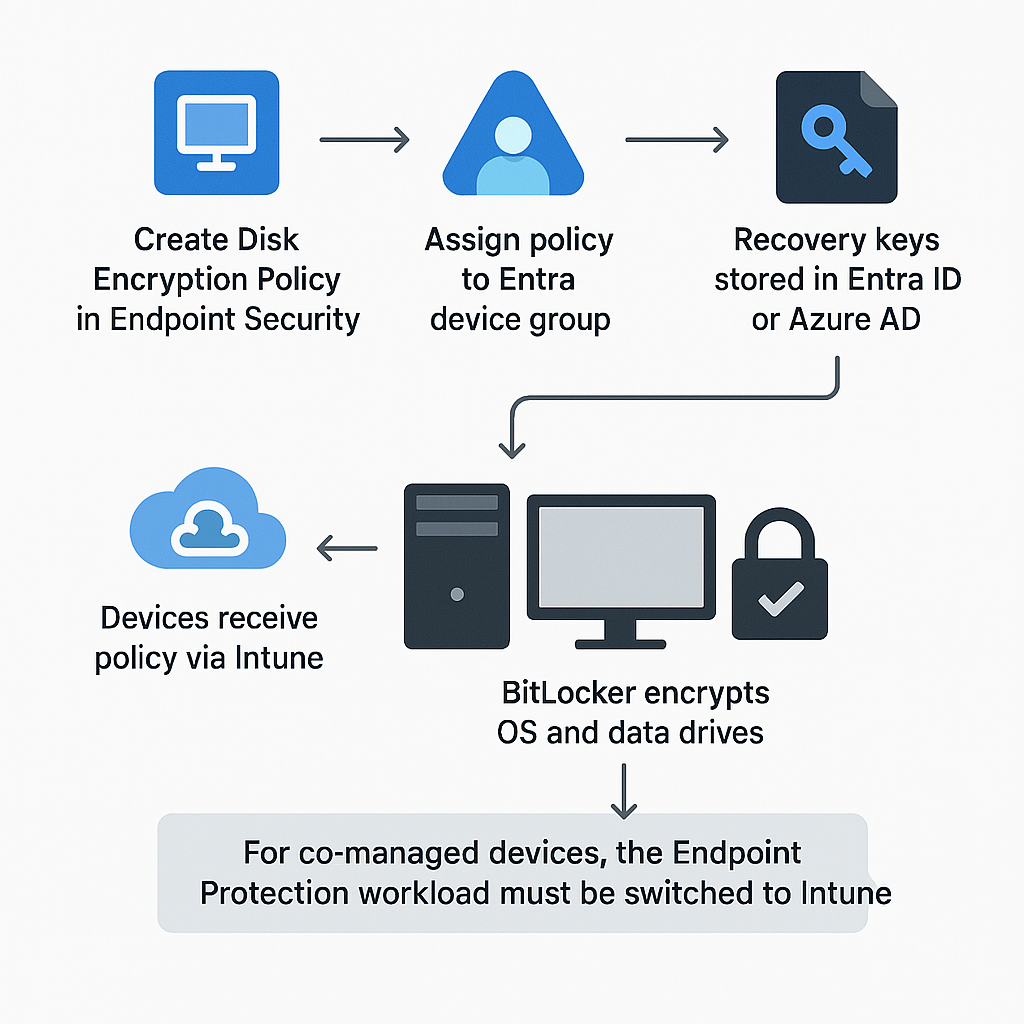 Create Disk
Encryption Policy
in Endpoint Security
Assign policy
to Entra
device group
Recovery keys
stored in Entra ID
or Azure AD
Devices receive
policy via Intune
BitLocker encrypts
OS and data drives
For co-managed devices, the Endpoint
Protection workload must be switched to Intune